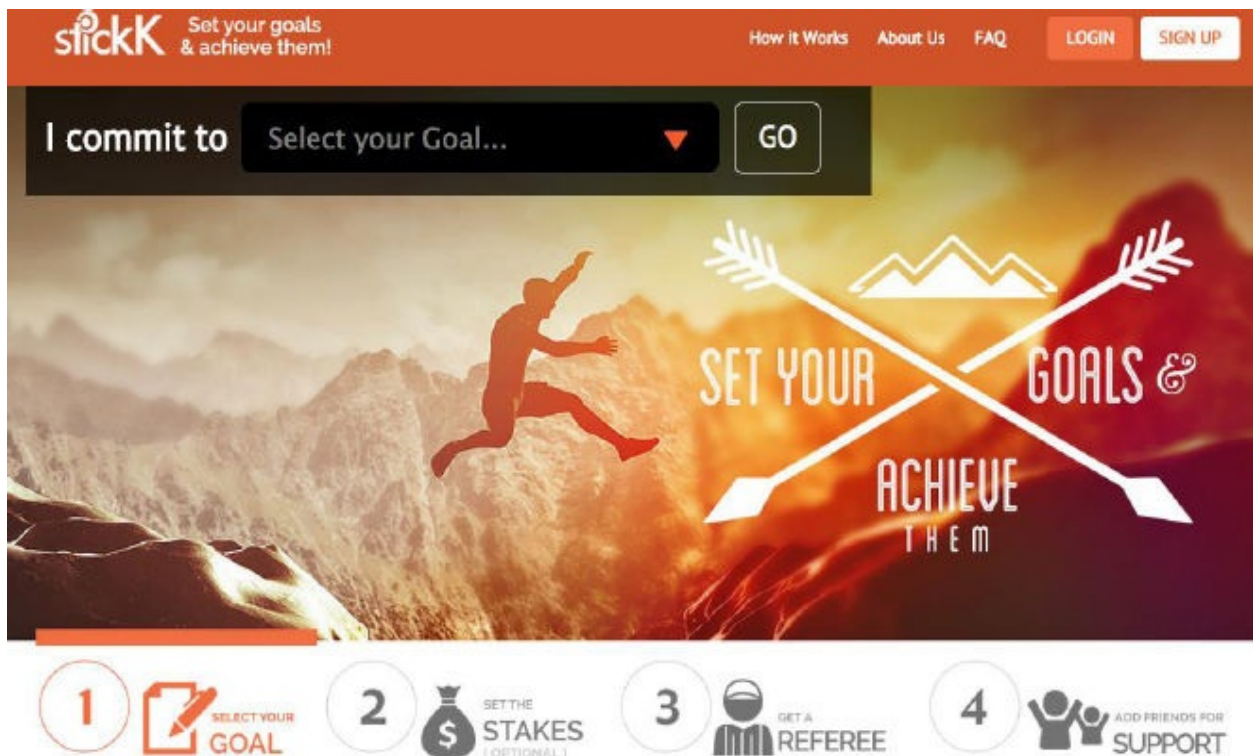 stickK
Set your goals
& achieve them!
How it Works About Us FAQ LOGIN SIGN UP
I commit to Select your Goal... GO
SET YOUR GOALS &
ACHIEVE
THEM
1 SELECT YOUR
GOAL
2 $ SET THE
STAKES
( OPTIONAL )
3 GET A
REFEREE
4 ADD FRIENDS FOR
SUPPORT